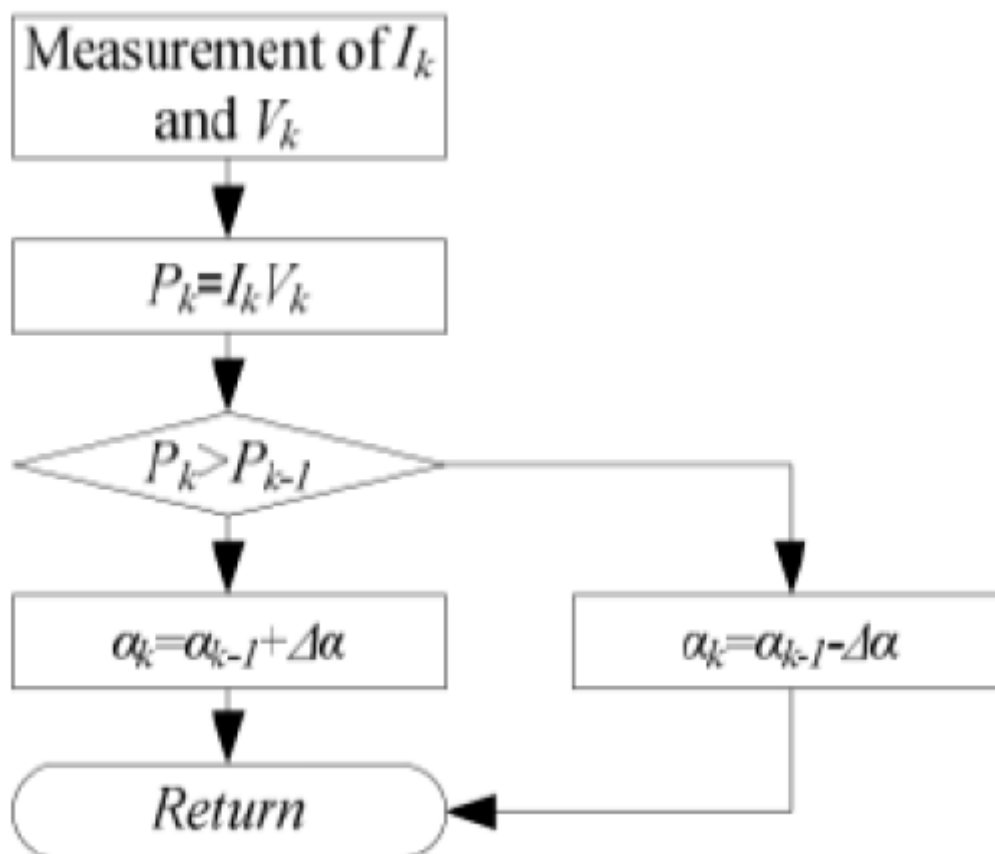 Measurement of Iₖ
and Vₖ
Pₖ=IₖVₖ
Pₖ>Pₖ₋₁
αₖ=αₖ₋₁+Δα
αₖ=αₖ₋₁-Δα
Return